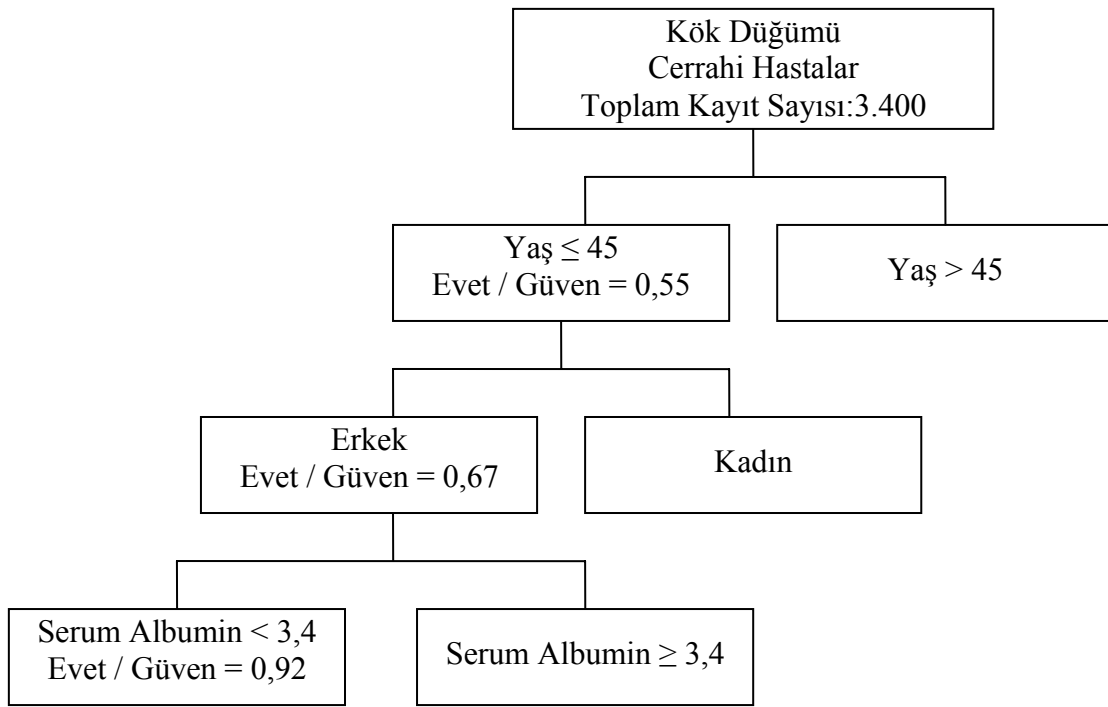 Kök Düğümü
Cerrahi Hastalar
Toplam Kayıt Sayısı:3.400
Yaş ≤ 45
Evet / Güven = 0,55
Yaş > 45
Erkek
Evet / Güven = 0,67
Kadın
Serum Albumin < 3,4
Evet / Güven = 0,92
Serum Albumin ≥ 3,4